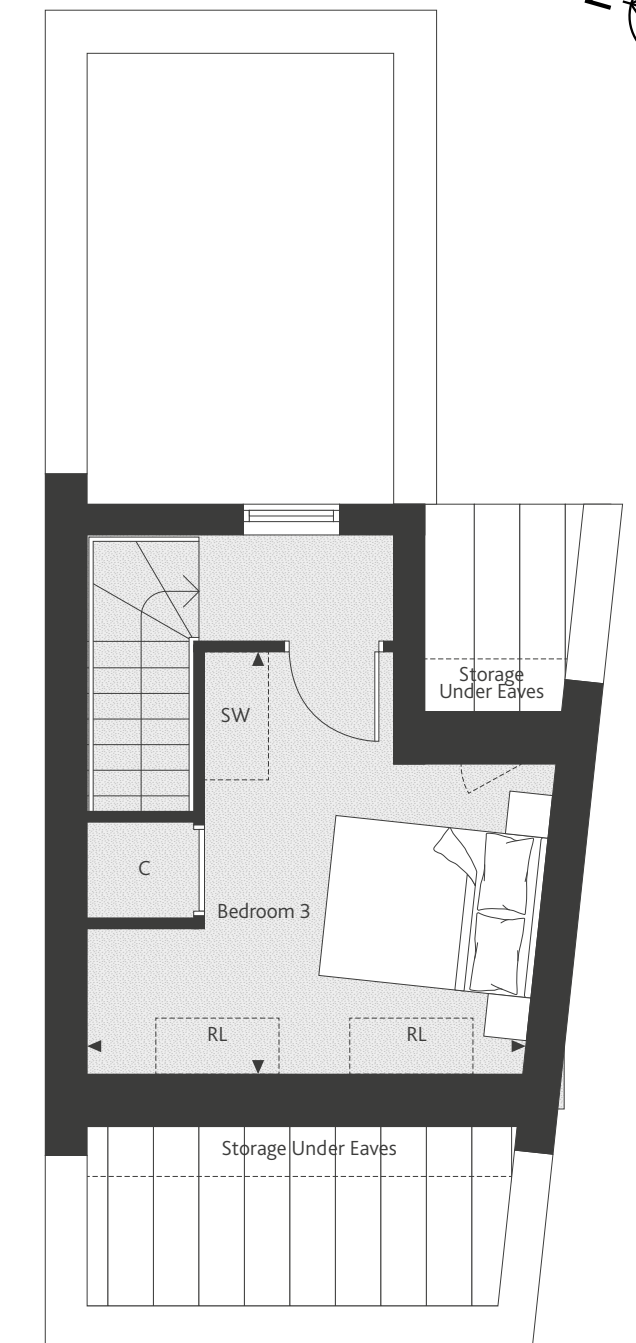 Storage
Under Eaves
SW
C
Bedroom 3
RL
RL
Storage Under Eaves